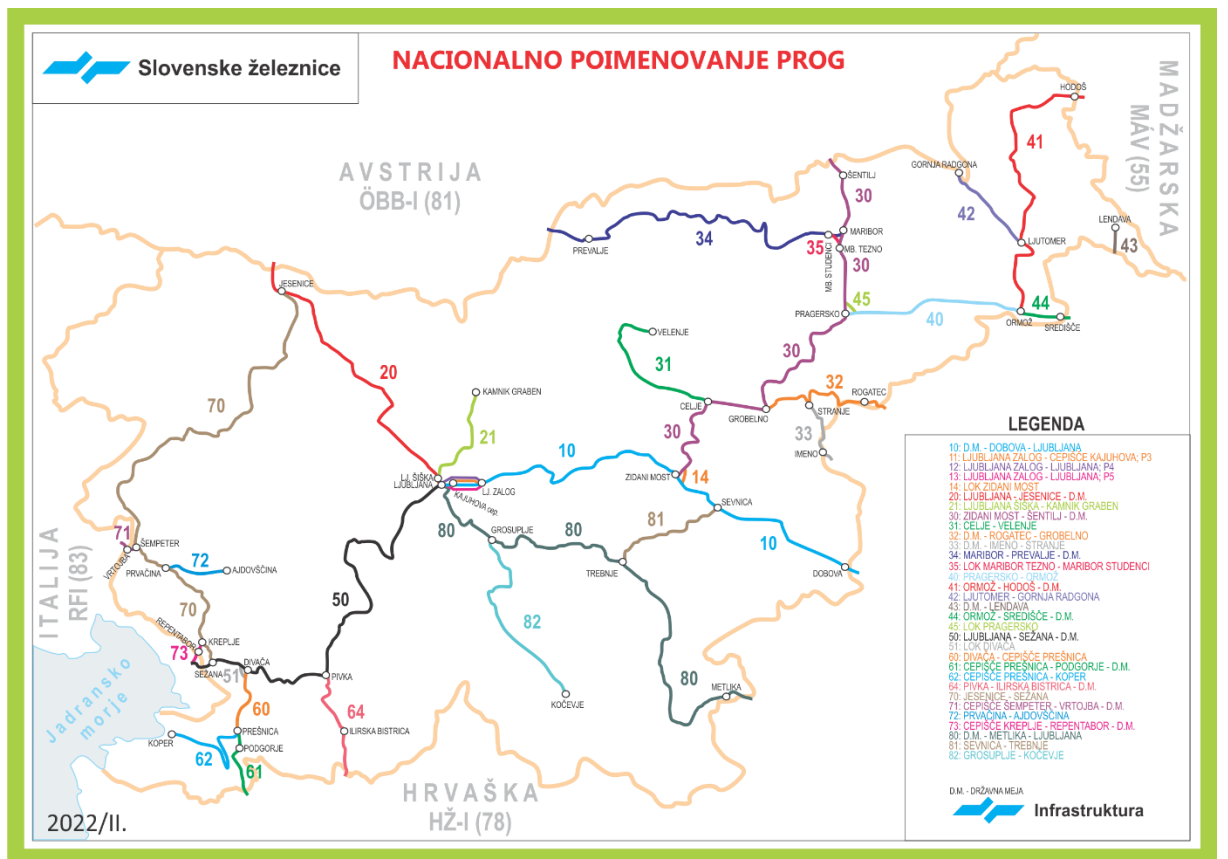 Slovenske železnice
NACIONALNO POIMENOVANJE PROG
MADŽARSKA
MÁV (55)
AVSTRIJA
ÖBB-I (81)
ITALIJA
RFI (83)
HRVAŠKA
HŽ-I (78)
Jadransko
morje
HODOŠ
41
GORNJA RADGONA
42
LENDAVA
43
LJUTOMER
44
ORMOŽ
SREDIŠČE
ŠENTILJ
30
MARIBOR
35
MB. TEZNO
MB. STUDENCI
30
34
PREVALJE
45
PRAGERSKO
40
30
VELENJE
31
CELJE
GROBELNO
32
ROGATEC
STRANJE
33
IMENO
30
JESENICE
20
70
KAMNIK GRABEN
21
LJ. ŠIŠKA
LJUBLJANA
KAJUHOVA cep.
LJ. ZALOG
10
ZIDANI MOST
14
SEVNICA
81
10
DOBOVA
80
GROSUPLJE
80
TREBNJE
82
80
KOČEVJE
METLIKA
71
ŠEMPETER
VRTOJBA
72
PRVAČINA
AJDOVŠČINA
70
50
REPENTABOR
KREPLJE
73
SEŽANA
51
DIVAČA
PIVKA
60
64
PREŠNICA
ILIRSKA BISTRICA
KOPER
62
PODGORJE
61
LEGENDA
10: D.M. - DOBOVA - LJUBLJANA
11: LJUBLJANA ZALOG - CEPIŠČE KAJUHOVA; P3
12: LJUBLJANA ZALOG - LJUBLJANA; P4
13: LJUBLJANA ZALOG - LJUBLJANA; P5
14: LOK ZIDANI MOST
20: LJUBLJANA - JESENICE - D.M.
21: LJUBLJANA ŠIŠKA - KAMNIK GRABEN
30: ZIDANI MOST - ŠENTILJ - D.M.
31: CELJE - VELENJE
32: D.M. - ROGATEC - GROBELNO
33: D.M. - IMENO - STRANJE
34: MARIBOR - PREVALJE - D.M.
35: LOK MARIBOR TEZNO - MARIBOR STUDENCI
40: PRAGERSKO - ORMOŽ
41: ORMOŽ - HODOŠ - D.M.
42: LJUTOMER - GORNJA RADGONA
43: D.M. - LENDAVA
44: ORMOŽ - SREDIŠČE - D.M.
45: LOK PRAGERSKO
50: LJUBLJANA - SEŽANA - D.M.
51: LOK DIVAČA
60: DIVAČA - CEPIŠČE PREŠNICA
61: CEPIŠČE PREŠNICA - PODGORJE - D.M.
62: CEPIŠČE PREŠNICA - KOPER
64: PIVKA - ILIRSKA BISTRICA - D.M.
70: JESENICE - SEŽANA
71: CEPIŠČE ŠEMPETER - VRTOJBA - D.M.
72: PRVAČINA - AJDOVŠČINA
73: CEPIŠČE KREPLJE - REPENTABOR - D.M.
80: D.M. - METLIKA - LJUBLJANA
81: SEVNICA - TREBNJE
82: GROSUPLJE - KOČEVJE
D.M. - DRŽAVNA MEJA
Infrastruktura
2022/II.